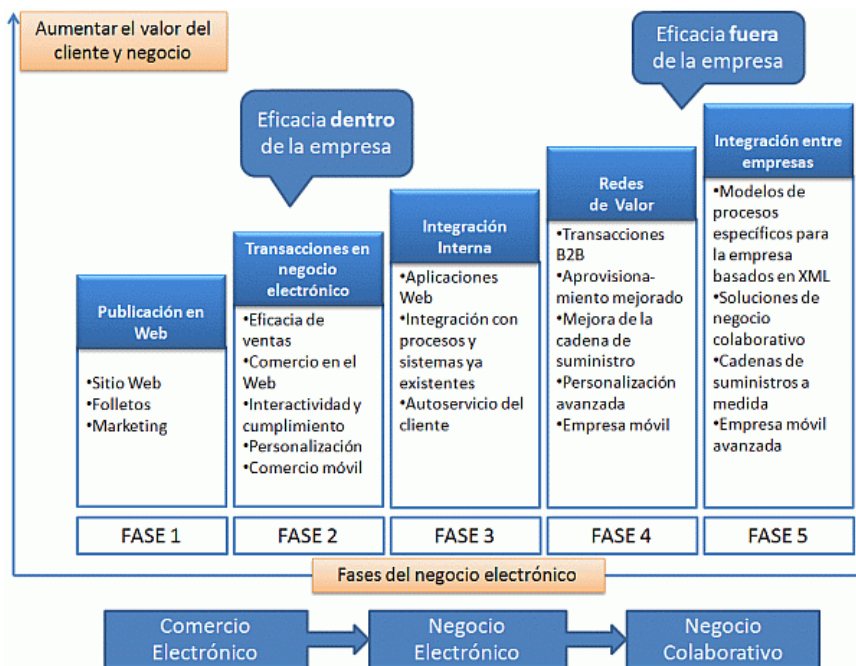 Aumentar el valor del
cliente y negocio
Eficacia dentro
de la empresa
Eficacia fuera
de la empresa
Publicación en
Web
•Sitio Web
•Folletos
•Marketing
FASE 1
Transacciones en
negocio
electrónico
•Eficacia de
ventas
•Comercio en el
Web
•Interactividad y
cumplimiento
•Personalización
•Comercio móvil
FASE 2
Integración
Interna
•Aplicaciones
Web
•Integración con
procesos y
sistemas ya
existentes
•Autoservicio del
cliente
FASE 3
Redes
de Valor
•Transacciones
B2B
•Aprovisiona-
miento mejorado
•Mejora de la
cadena de
suministro
•Personalización
avanzada
•Empresa móvil
FASE 4
Integración entre
empresas
•Modelos de
procesos
específicos para
la empresa
basados en XML
•Soluciones de
negocio
colaborativo
•Cadenas de
suministros a
medida
•Empresa móvil
avanzada
FASE 5
Fases del negocio electrónico
Comercio
Electrónico
Negocio
Electrónico
Negocio
Colaborativo